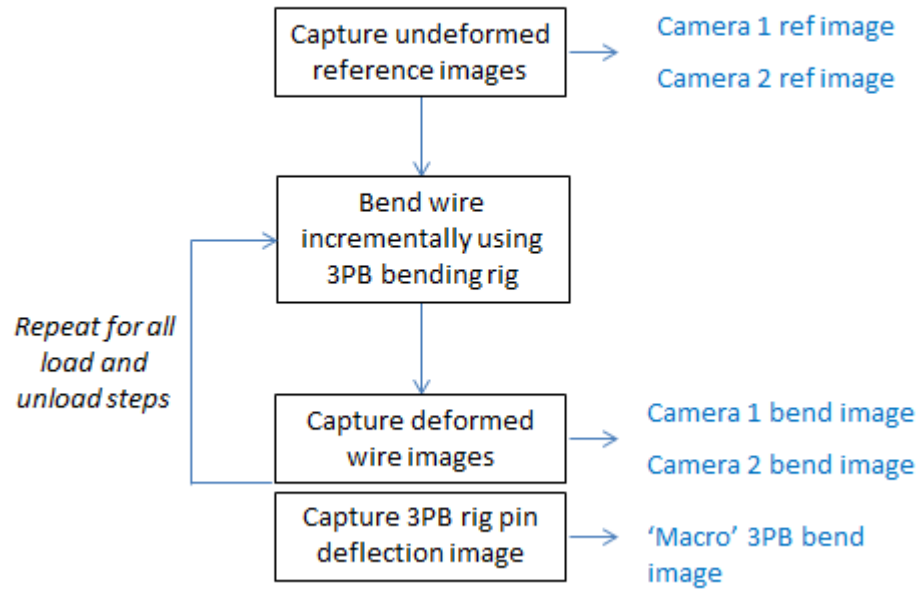 Capture undeformed
reference images
Camera 1 ref image
Camera 2 ref image
Bend wire
incrementally using
3PB bending rig
Repeat for all
load and
unload steps
Capture deformed
wire images
Camera 1 bend image
Camera 2 bend image
Capture 3PB rig pin
deflection image
‘Macro’ 3PB bend
image